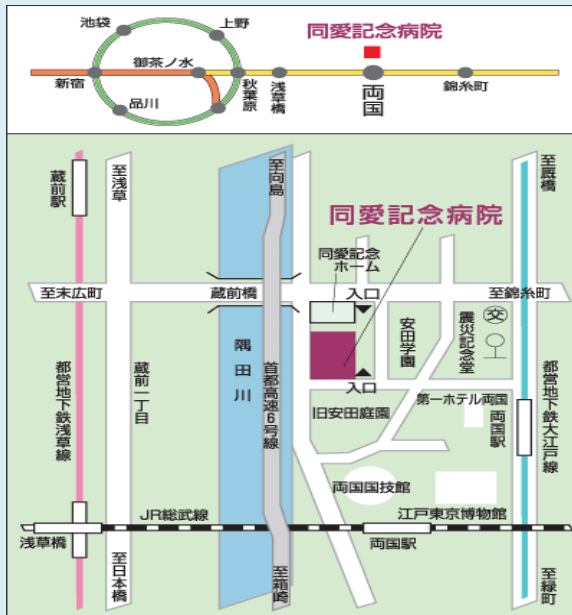 池袋
上野
同愛記念病院
新宿
御茶ノ水
秋葉原
浅草橋
両国
錦糸町
品川
蔵前駅
至浅草
至向島
至厩橋
同愛記念病院
同愛記念
ホーム
至末広町
蔵前橋
入口
至錦糸町
安田学園
震災記念堂
交
都営地下鉄浅草線
蔵前一丁目
隅田川
首都高速6号線
入口
旧安田庭園
第一ホテル両国
両国駅
都営地下鉄大江戸線
両国国技館
JR総武線
江戸東京博物館
浅草橋
至日本橋
至箱崎
両国駅
至緑町